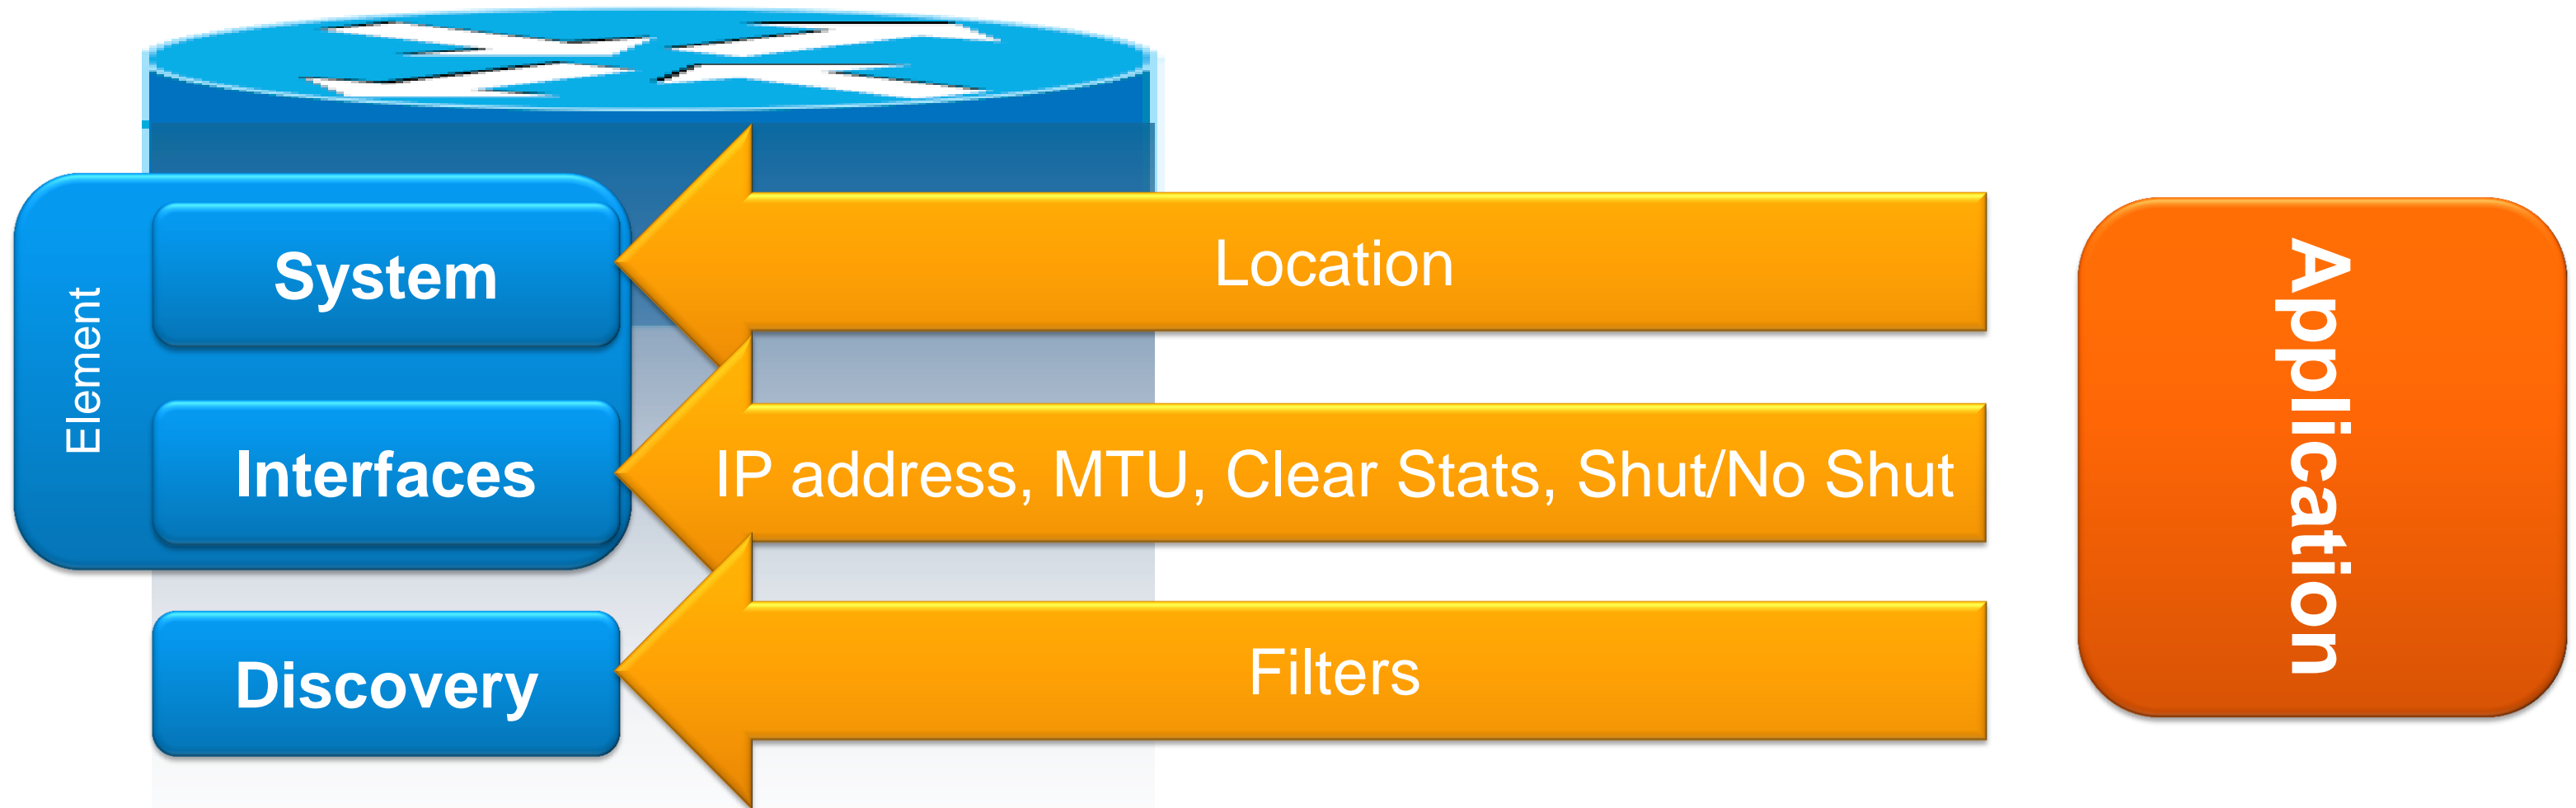 Element
System
Location
Interfaces
IP address, MTU, Clear Stats, Shut/No Shut
Discovery
Filters
Application